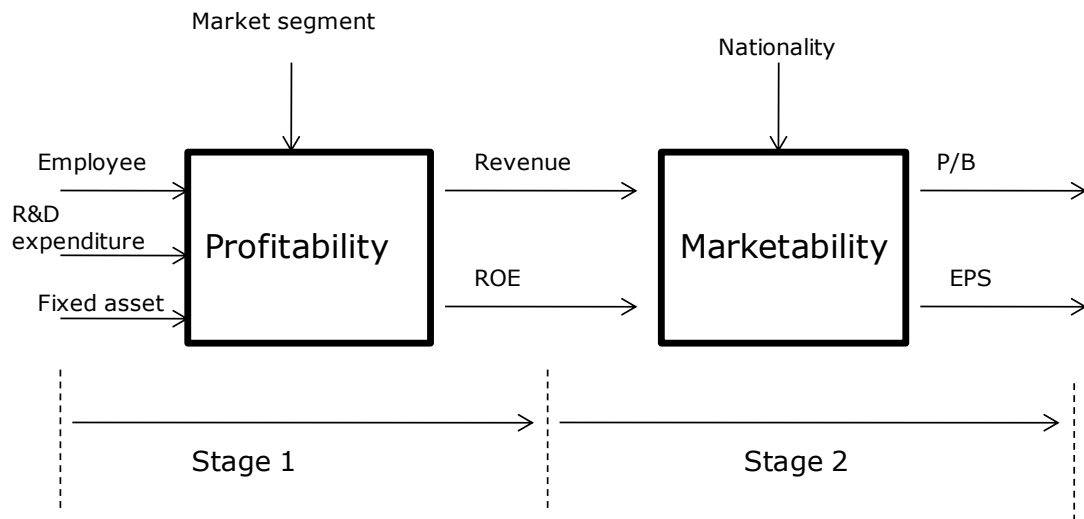 Market segment
Nationality
Employee
Revenue
P/B
R&D
expenditure
Profitability
Marketability
Fixed asset
ROE
EPS
Stage 1
Stage 2